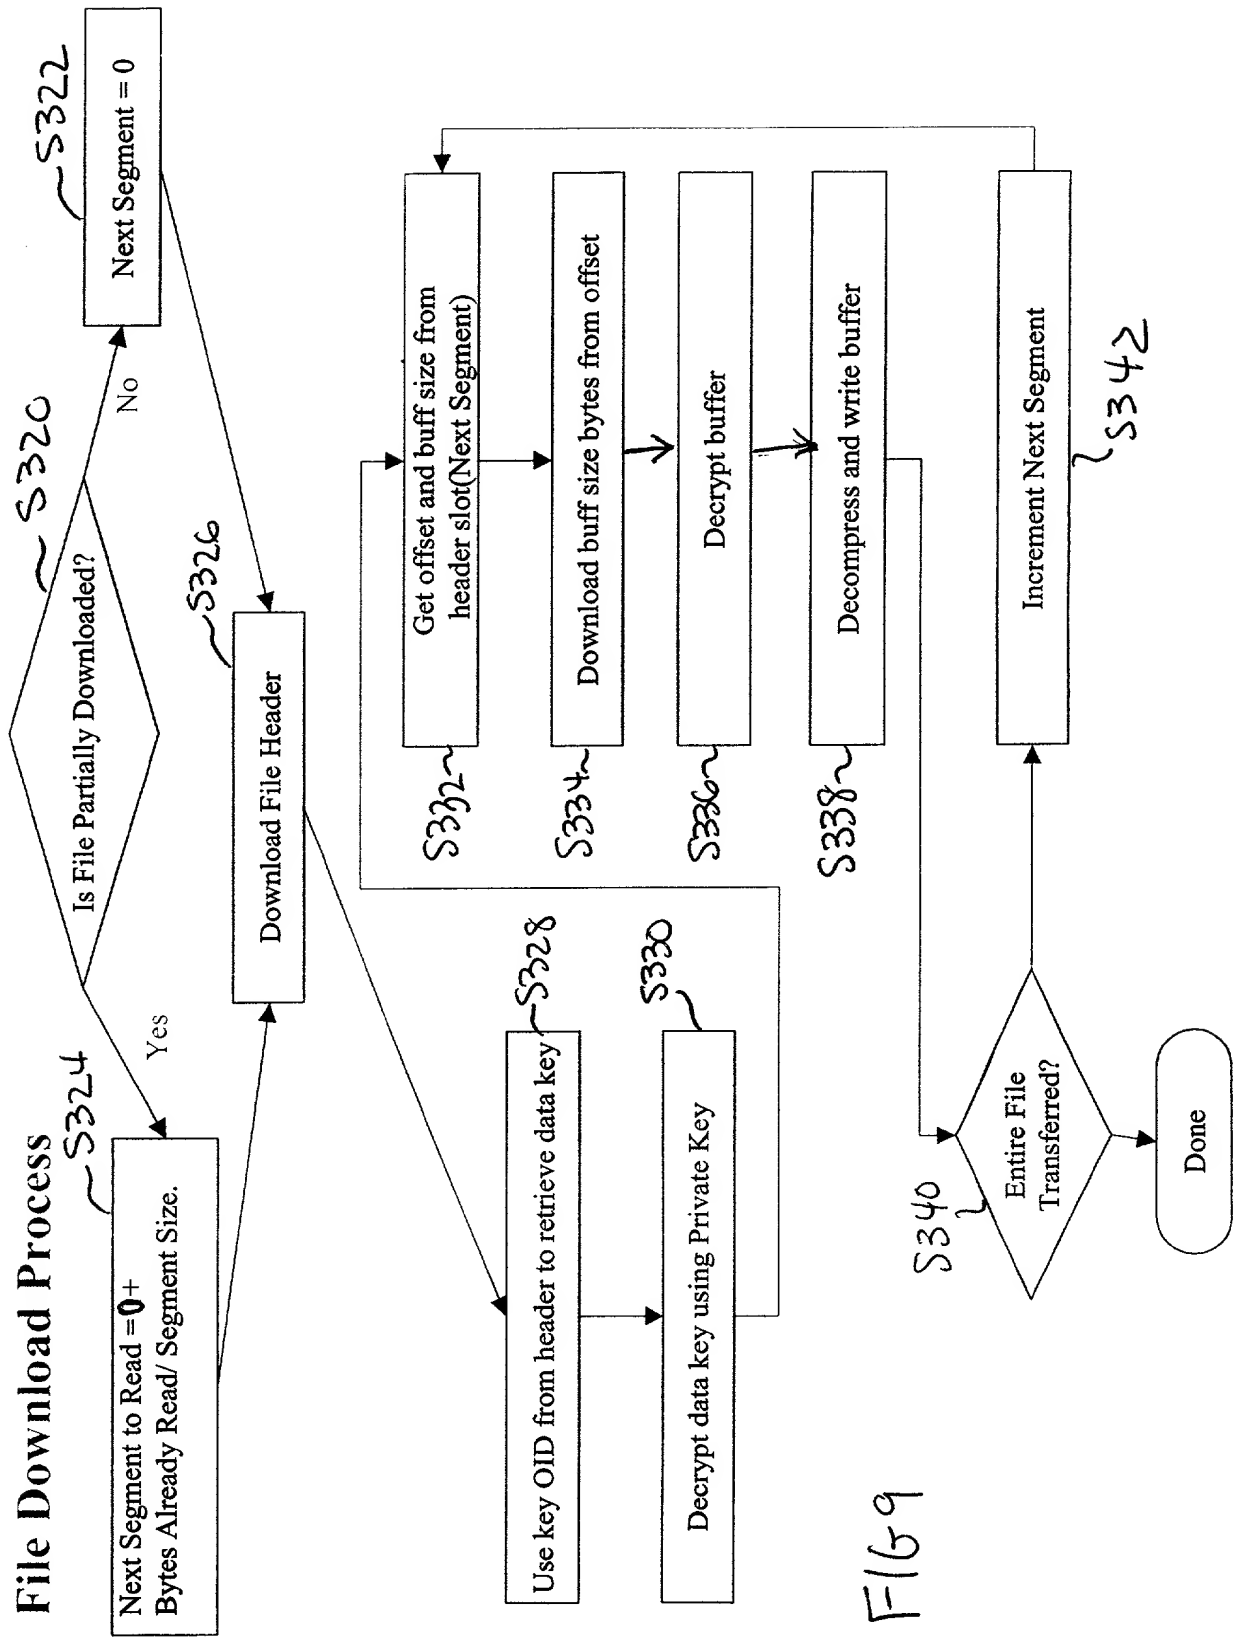 File Download Process
S320
Is File Partially Downloaded?
Yes
No
S324
Next Segment to Read =0+
Bytes Already Read/ Segment Size.
S322
Next Segment = 0
S326
Download File Header
S328
Use key OID from header to retrieve data key
S330
Decrypt data key using Private Key
S332
Get offset and buff size from
header slot(Next Segment)
S334
Download buff size bytes from offset
S336
Decrypt buffer
S338
Decompress and write buffer
S340
Entire File
Transferred?
S342
Increment Next Segment
Done
FIG 9